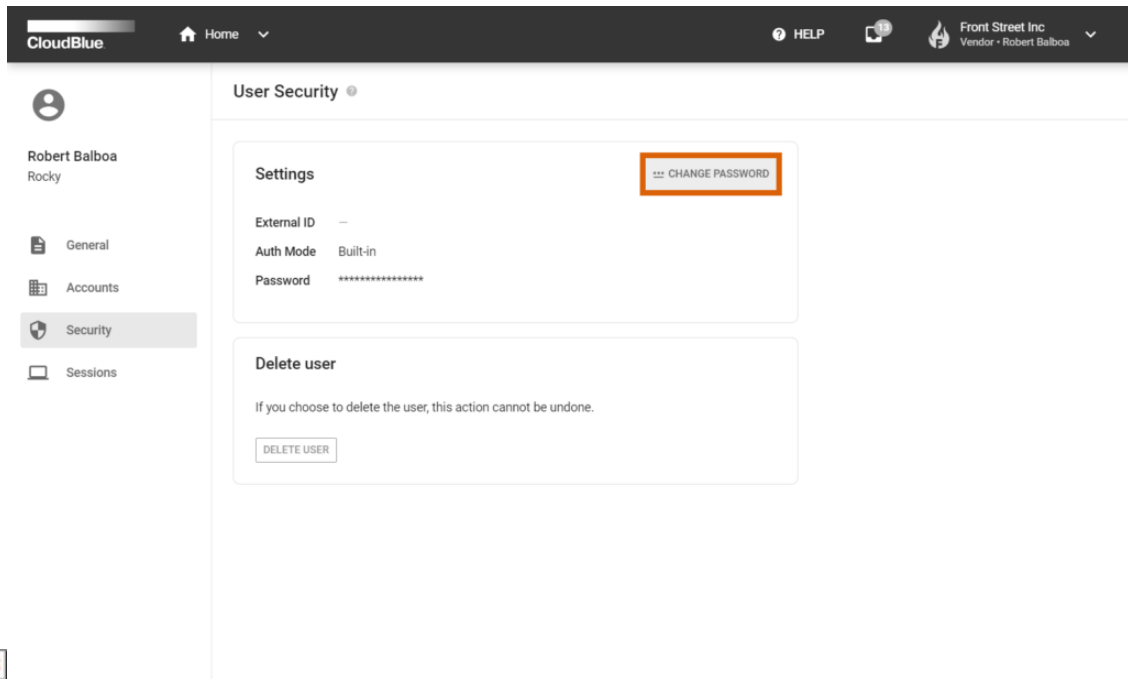 CloudBlue.
Home
HELP
13
Front Street Inc
Vendor • Robert Balboa
Robert Balboa
Rocky
General
Accounts
Security
Sessions
User Security
Settings
CHANGE PASSWORD
External ID —
Auth Mode Built-in
Password ****************
Delete user
If you choose to delete the user, this action cannot be undone.
DELETE USER